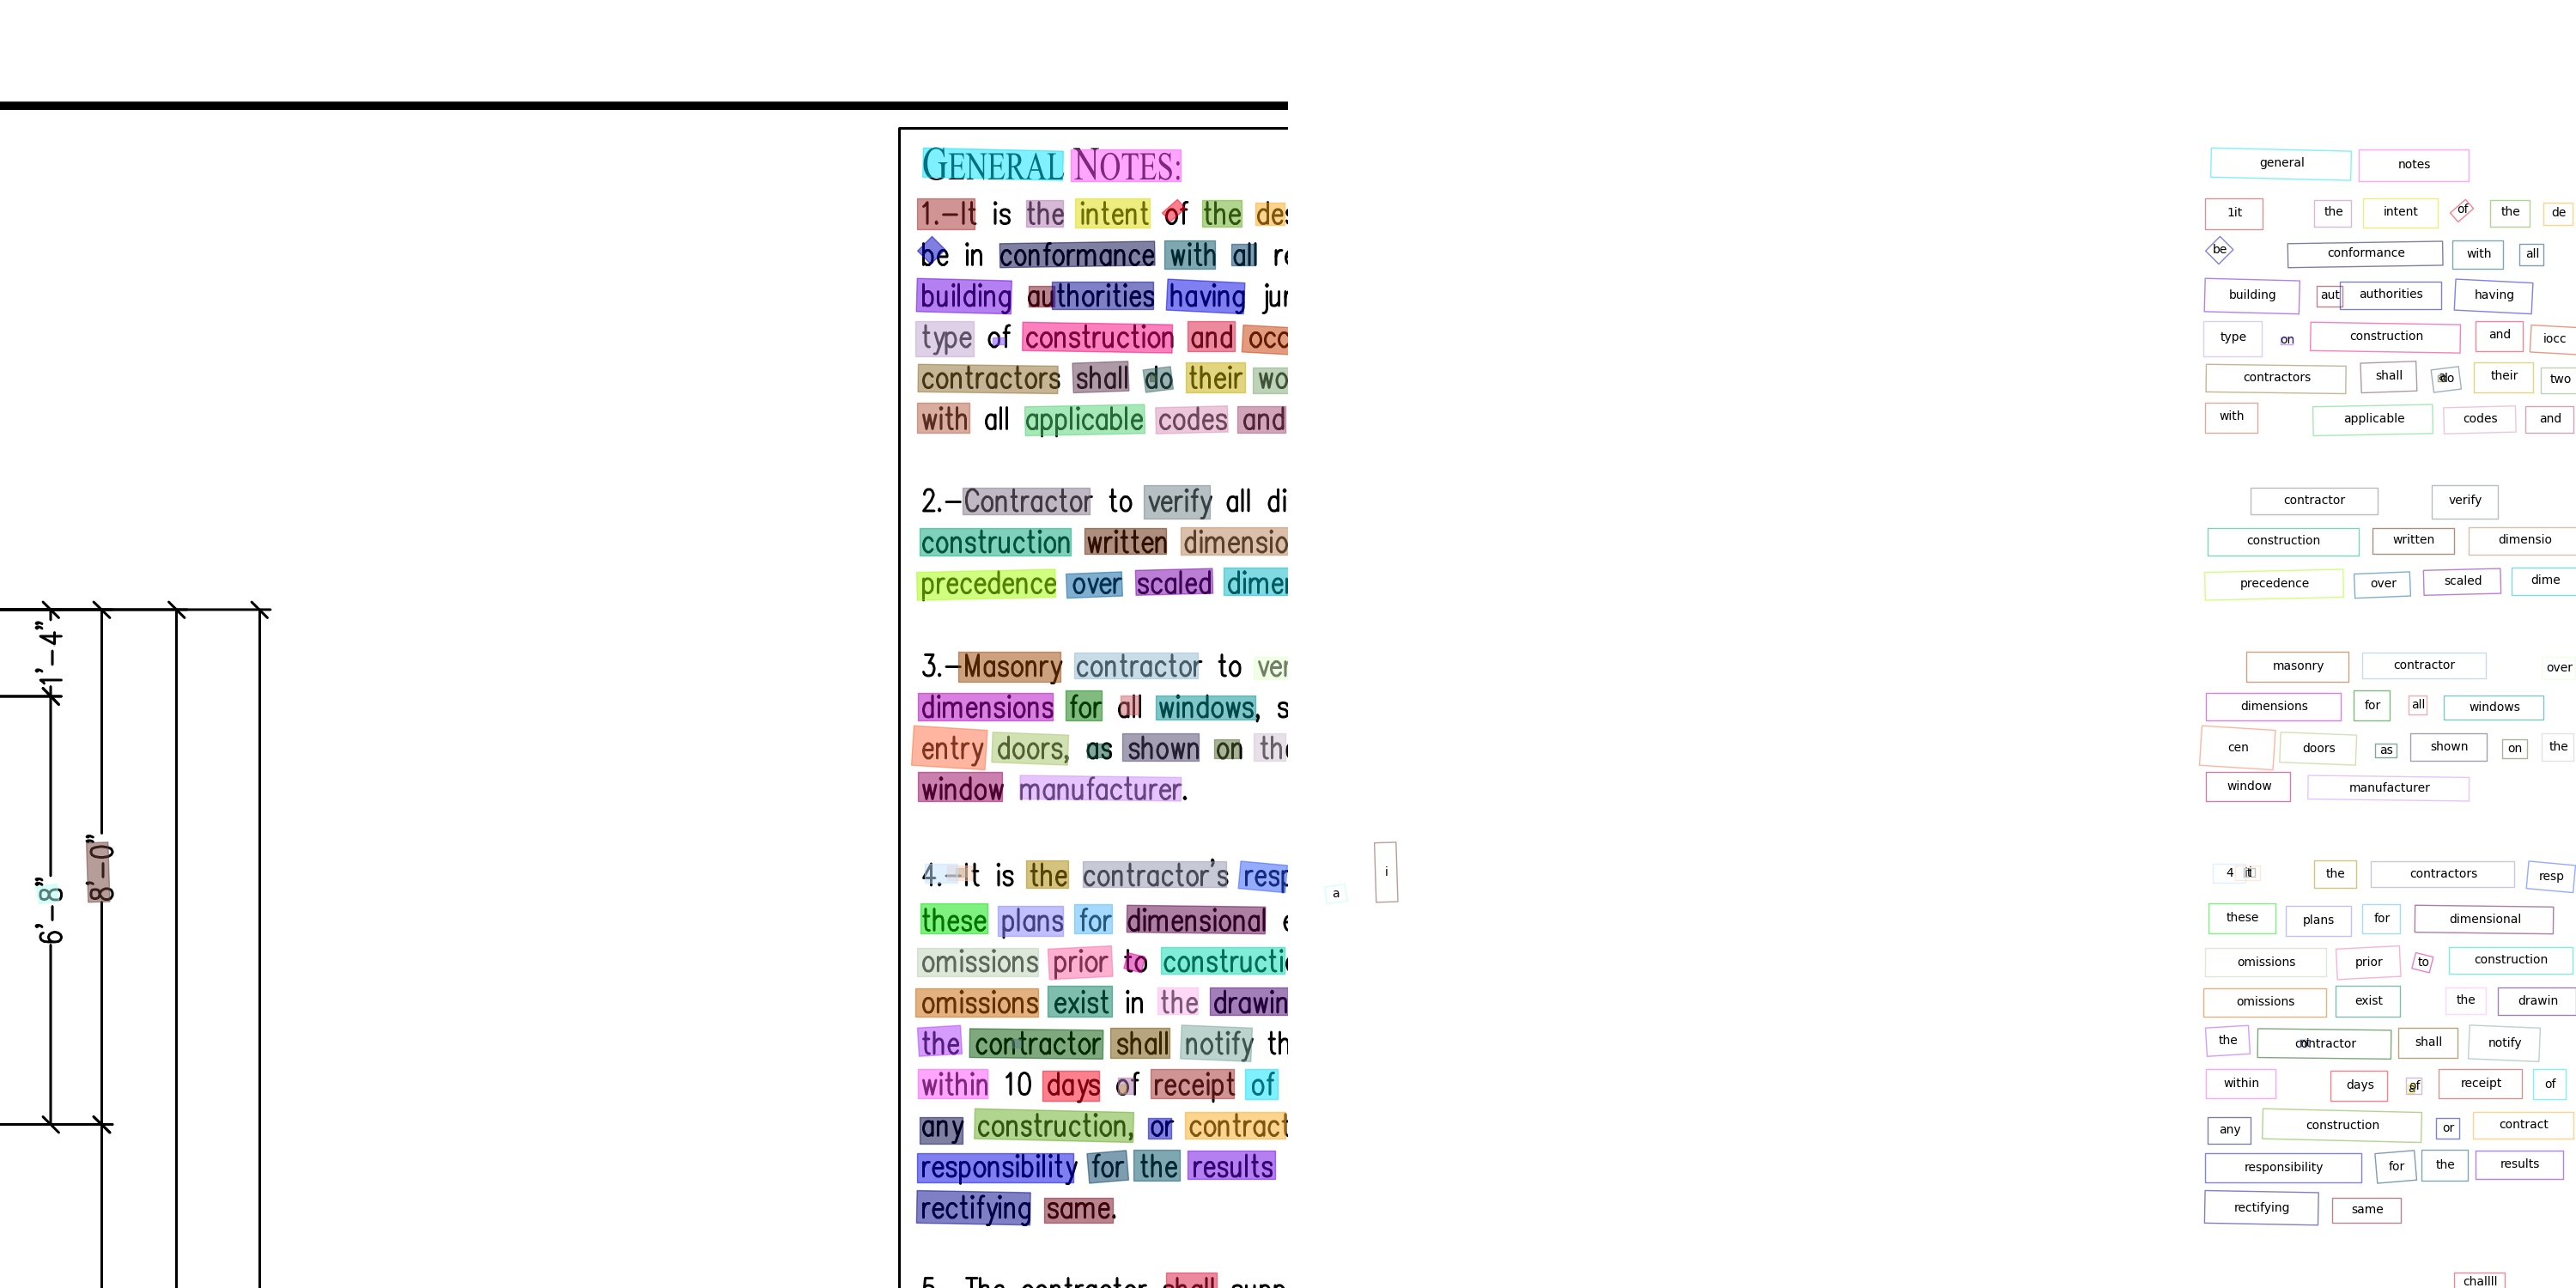 GENERAL NOTES:
1.–It is the intent of the des
be in conformance with all re
building authorities having jur
type of construction and occ
contractors shall do their wo
with all applicable codes and
2.–Contractor to verify all di
construction written dimensio
precedence over scaled dimen
3.–Masonry contractor to ver
dimensions for all windows, s
entry doors, as shown on the
window manufacturer.
4.–It is the contractor's resp
these plans for dimensional e
omissions prior to constructi
omissions exist in the drawin
the contractor shall notify th
within 10 days of receipt of
any construction, or contract
responsibility for the results
rectifying same.
5.–The contractor shall supp
1'–4"
6'–8"
8'–0"
general notes
1it the intent of the de
be conformance with all
building aut authorities having
type on construction and iocc
contractors shall do their two
with applicable codes and
contractor verify
construction written dimensio
precedence over scaled dime
masonry contractor over
dimensions for all windows
cen doors as shown on the
window manufacturer
a i
4 it the contractors resp
these plans for dimensional
omissions prior to construction
omissions exist the drawin
the contractor shall notify
within days of receipt of
any construction or contract
responsibility for the results
rectifying same
challll